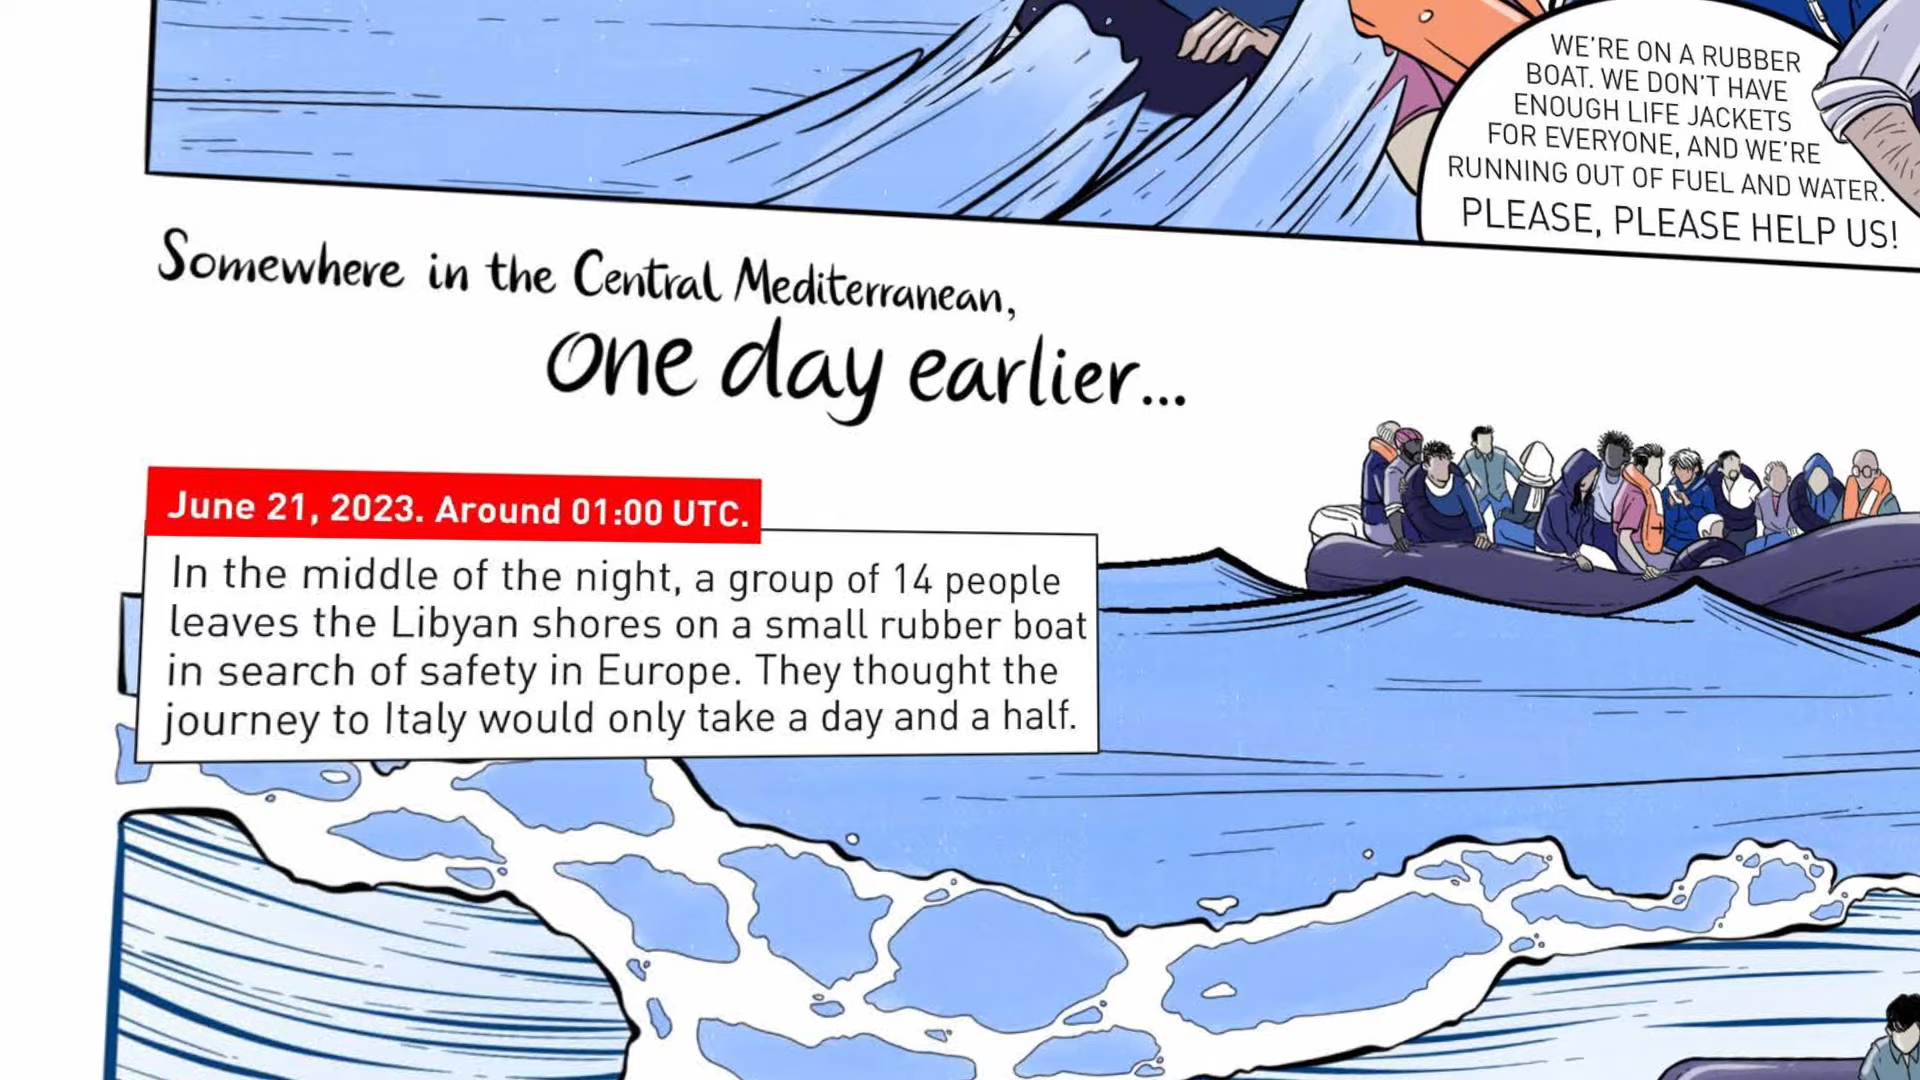 WE'RE ON A RUBBER
BOAT. WE DON'T HAVE
ENOUGH LIFE JACKETS
FOR EVERYONE, AND WE'RE
RUNNING OUT OF FUEL AND WATER.
PLEASE, PLEASE HELP US!
Somewhere in the Central Mediterranean,
one day earlier...
June 21, 2023. Around 01:00 UTC.
In the middle of the night, a group of 14 people
leaves the Libyan shores on a small rubber boat
in search of safety in Europe. They thought the
journey to Italy would only take a day and a half.